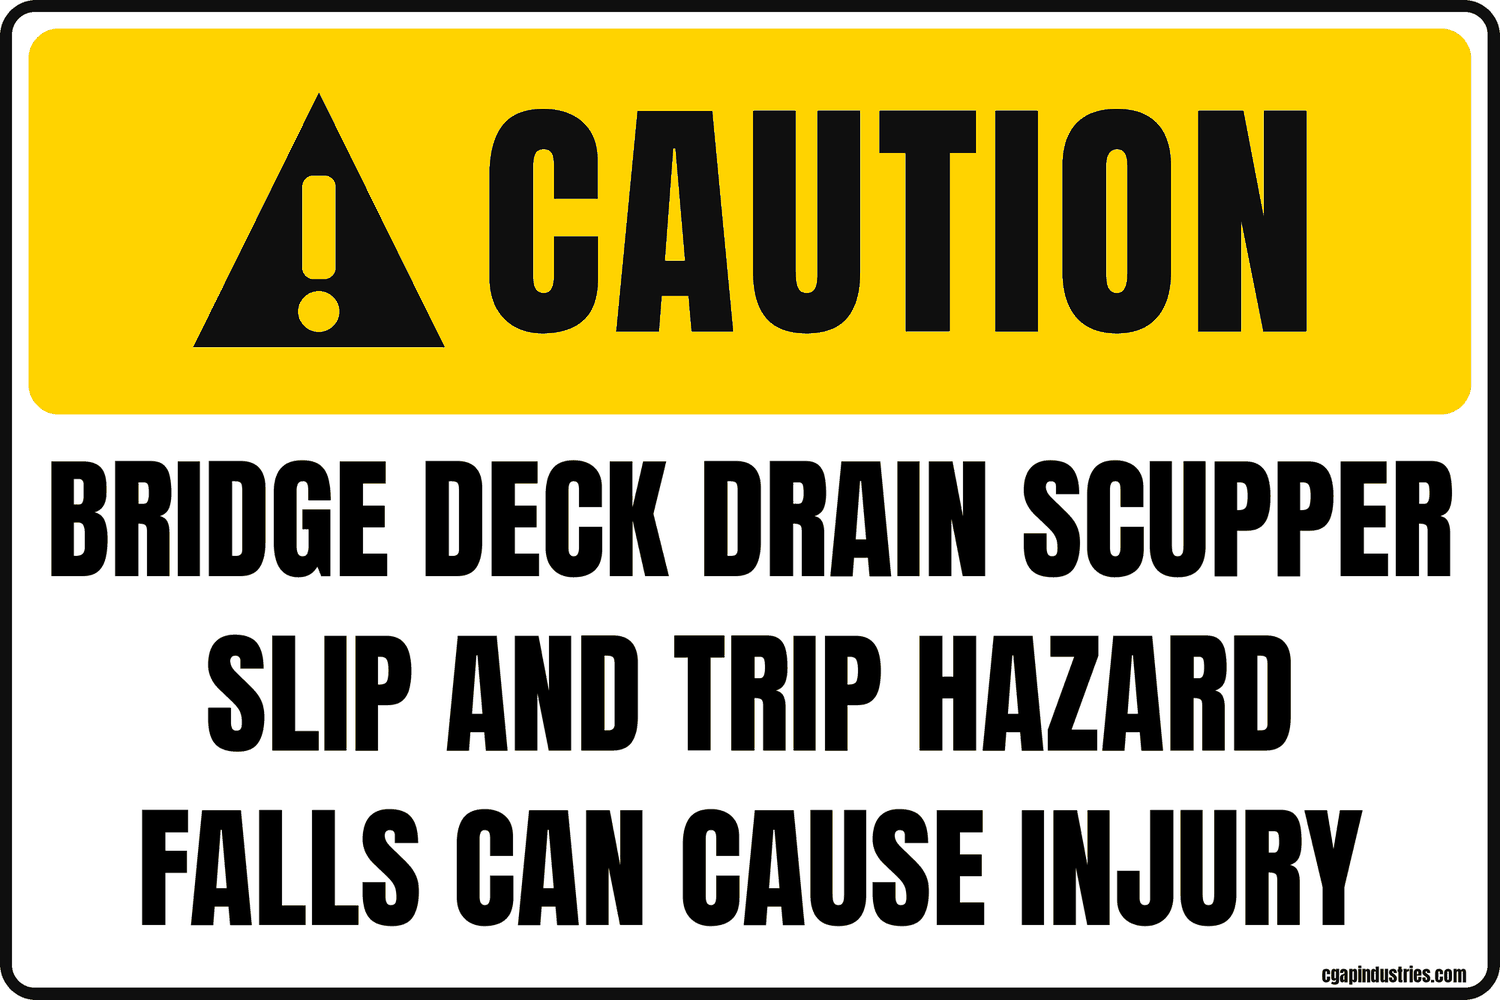 CAUTION
BRIDGE DECK DRAIN SCUPPER
SLIP AND TRIP HAZARD
FALLS CAN CAUSE INJURY
cgapindustries.com